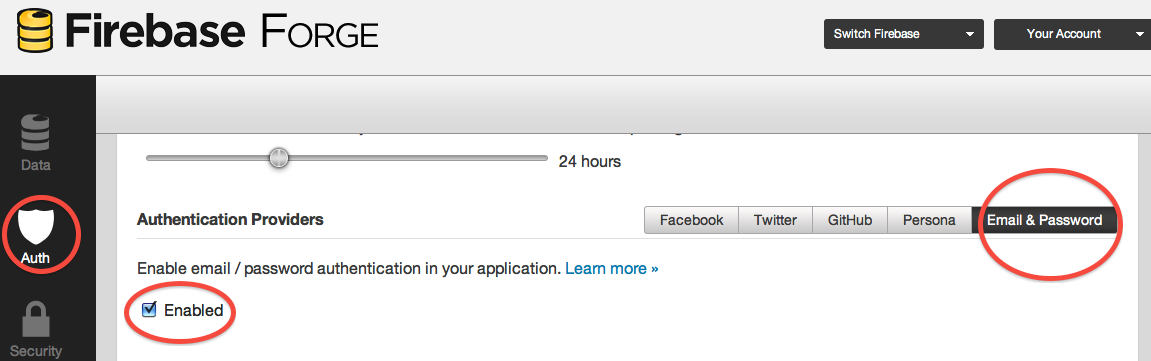 Firebase FORGE
Switch Firebase
Your Account
Data
24 hours
Auth
Authentication Providers
Facebook
Twitter
GitHub
Persona
Email & Password
Enable email / password authentication in your application. Learn more »
Enabled
Security